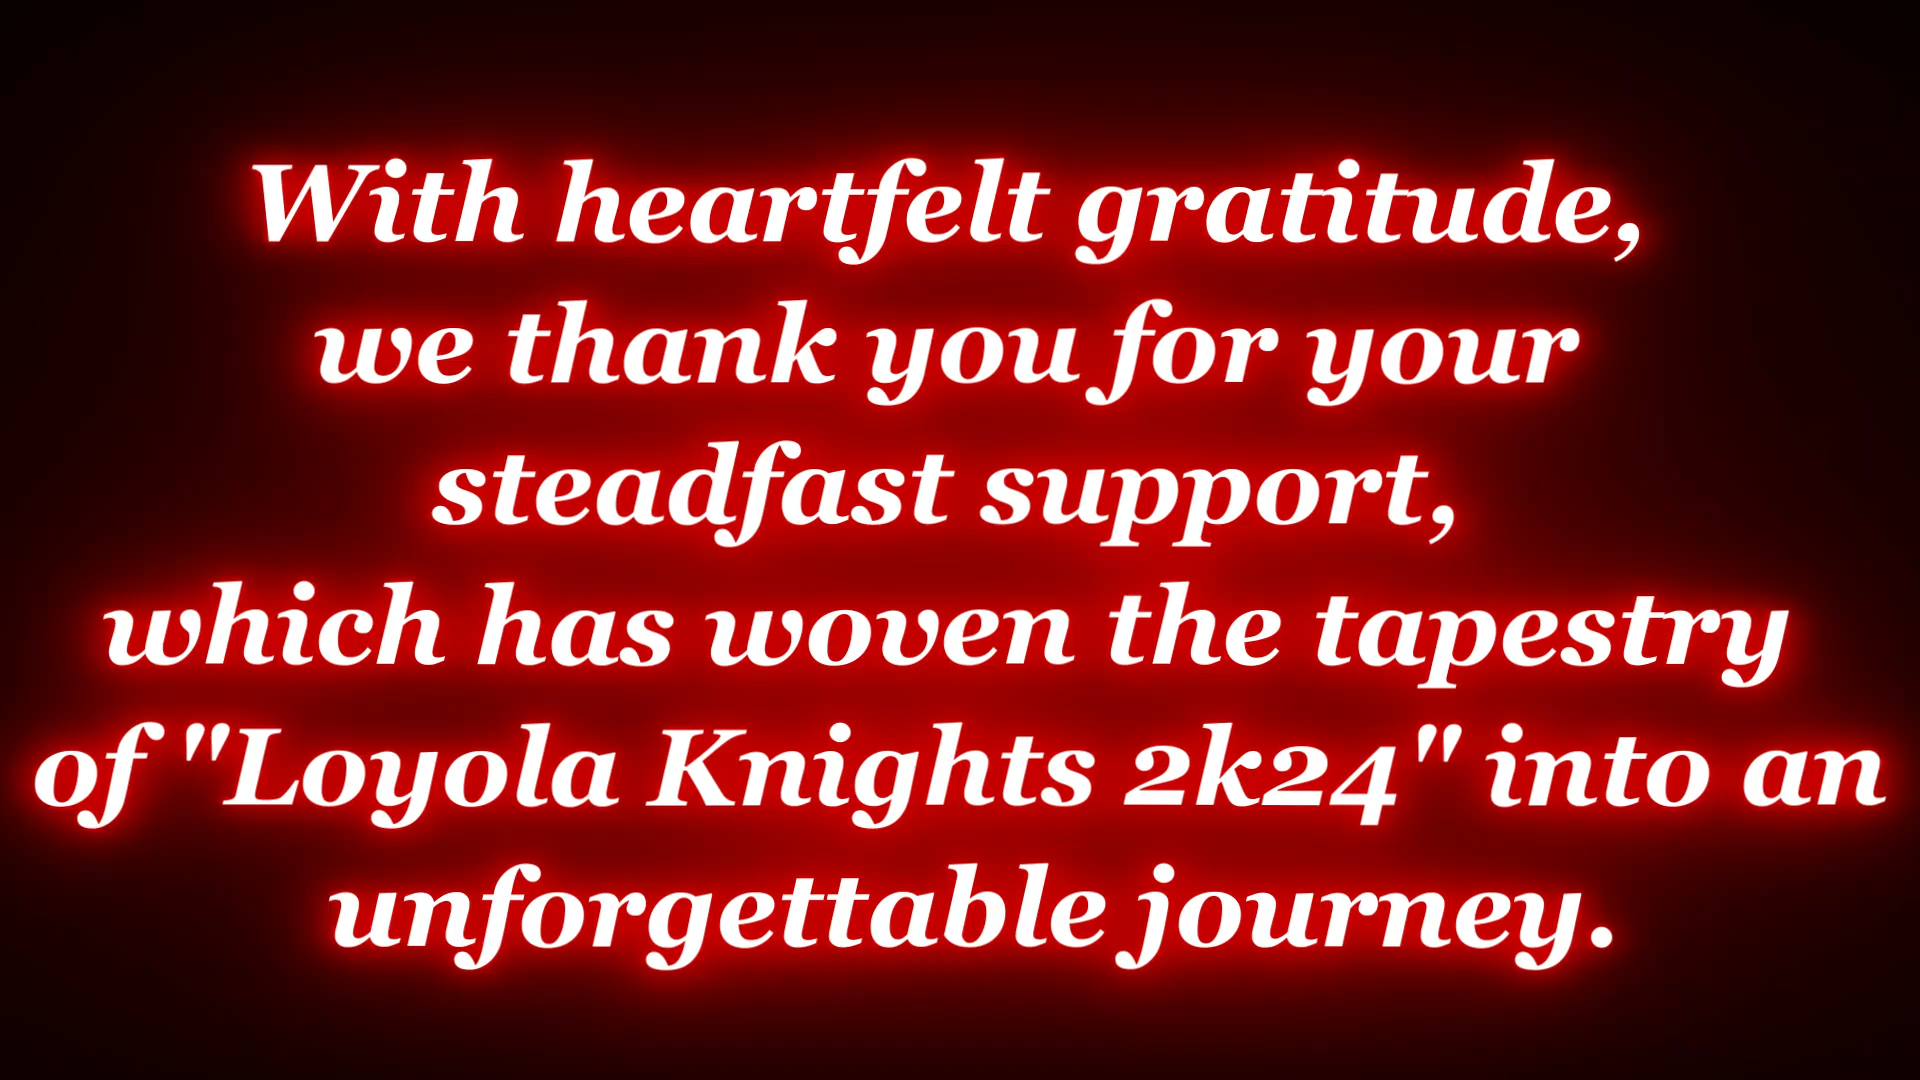 With heartfelt gratitude,
we thank you for your
steadfast support,
which has woven the tapestry
of "Loyola Knights 2k24" into an
unforgettable journey.